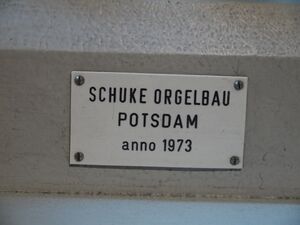 SCHUKE ORGELBAU
POTSDAM
anno 1973